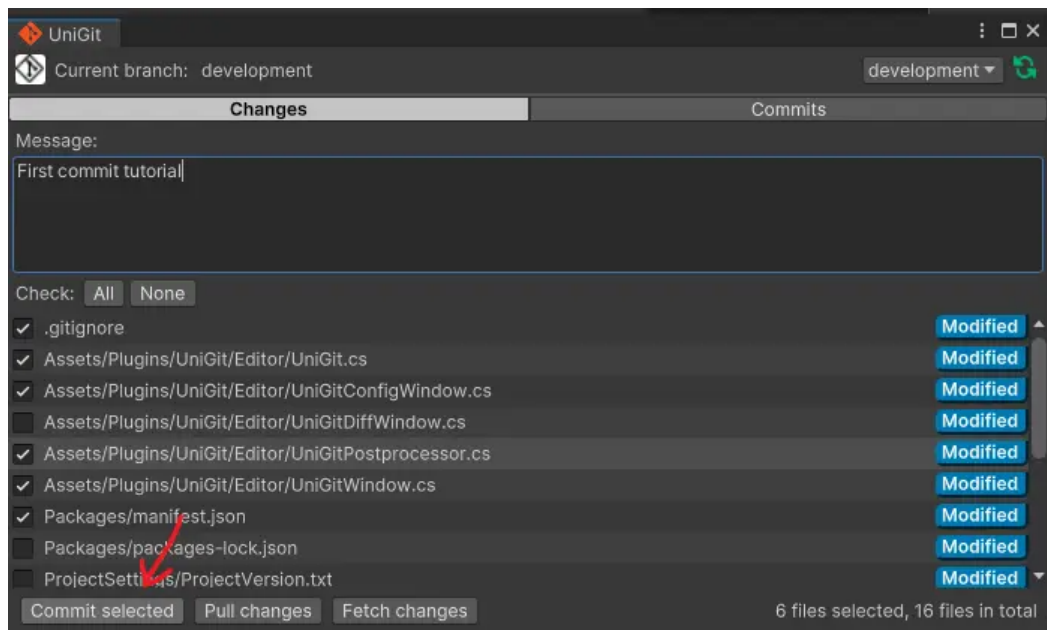 UniGit
Current branch: development
development
Changes
Commits
Message:
First commit tutorial
Check: All None
.gitignore Modified
Assets/Plugins/UniGit/Editor/UniGit.cs Modified
Assets/Plugins/UniGit/Editor/UniGitConfigWindow.cs Modified
Assets/Plugins/UniGit/Editor/UniGitDiffWindow.cs Modified
Assets/Plugins/UniGit/Editor/UniGitPostprocessor.cs Modified
Assets/Plugins/UniGit/Editor/UniGitWindow.cs Modified
Packages/manifest.json Modified
Packages/packages-lock.json Modified
ProjectSettings/ProjectVersion.txt Modified
Commit selected Pull changes Fetch changes 6 files selected, 16 files in total